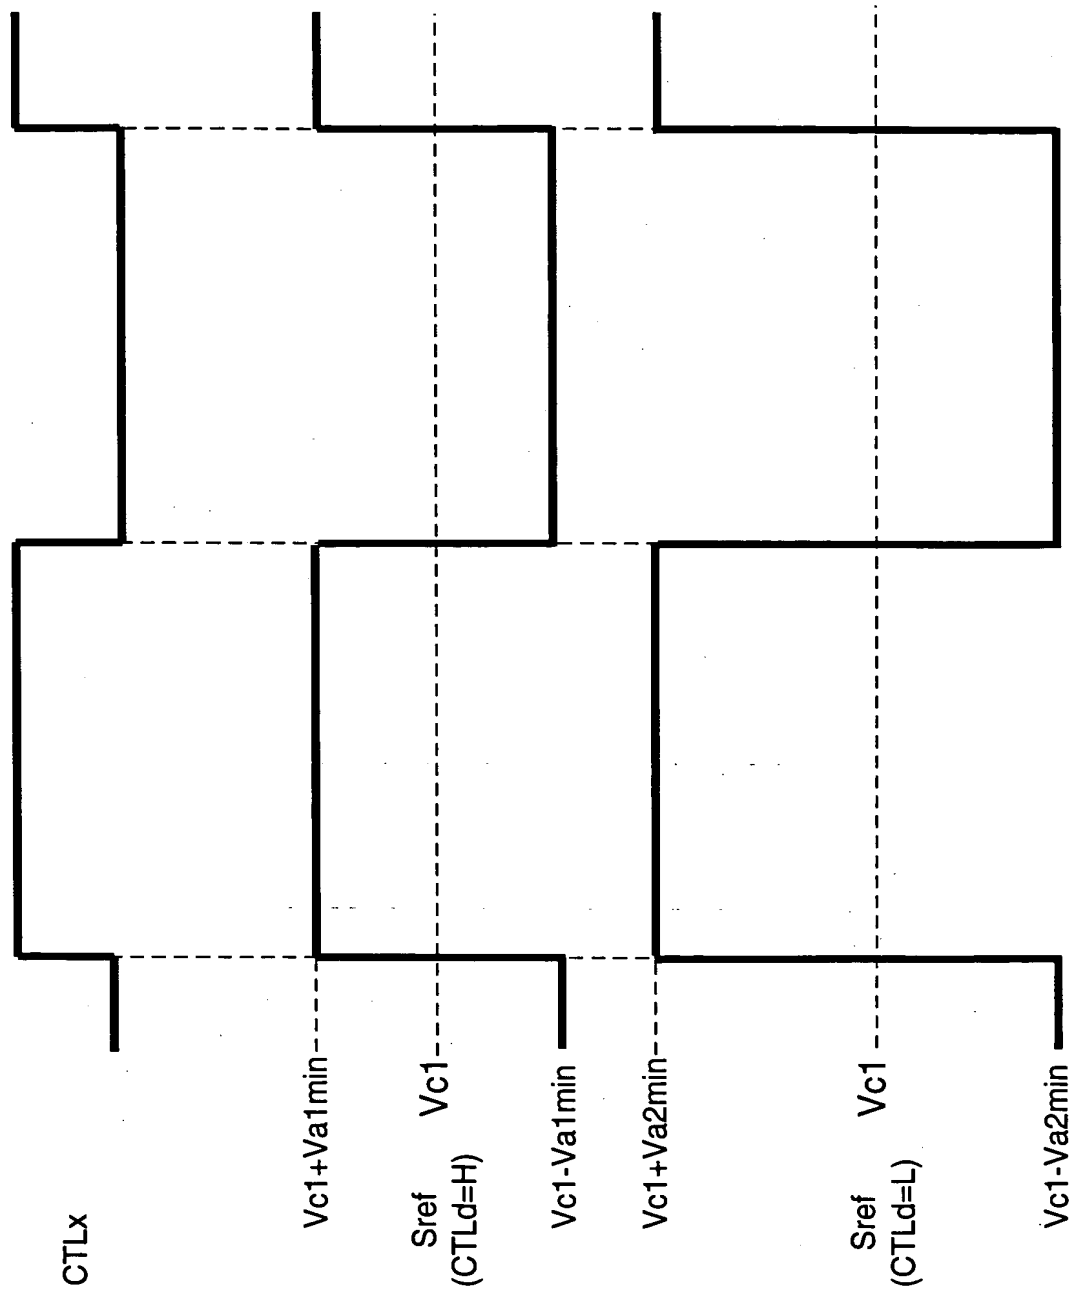 CTLx
Vc1+Va1min
Sref
(CTLd=H)
Vc1
Vc1-Va1min
Vc1+Va2min
Sref
(CTLd=L)
Vc1
Vc1-Va2min